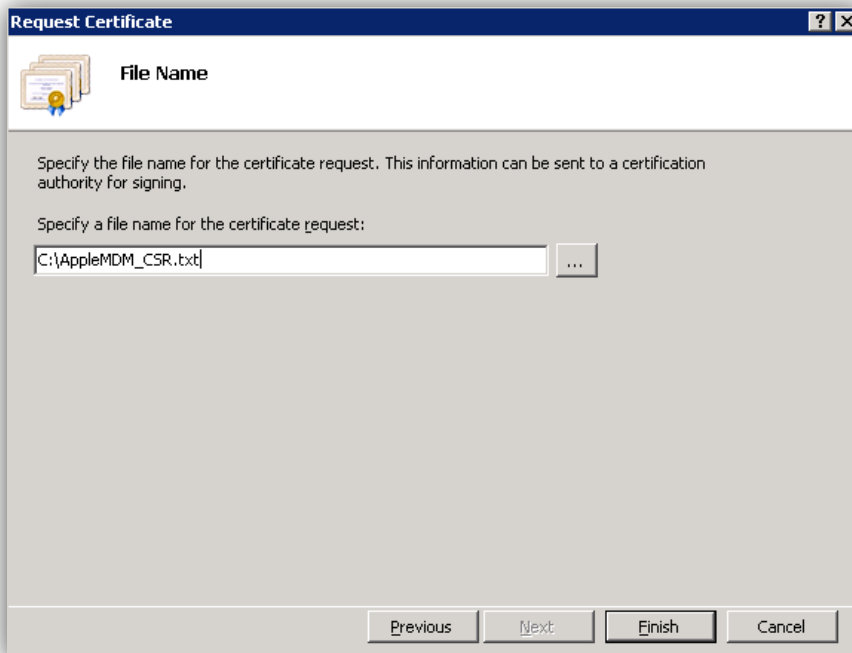 Request Certificate
File Name
Specify the file name for the certificate request. This information can be sent to a certification
authority for signing.
Specify a file name for the certificate request:
C:\AppleMDM_CSR.txt
...
Previous Next Finish Cancel